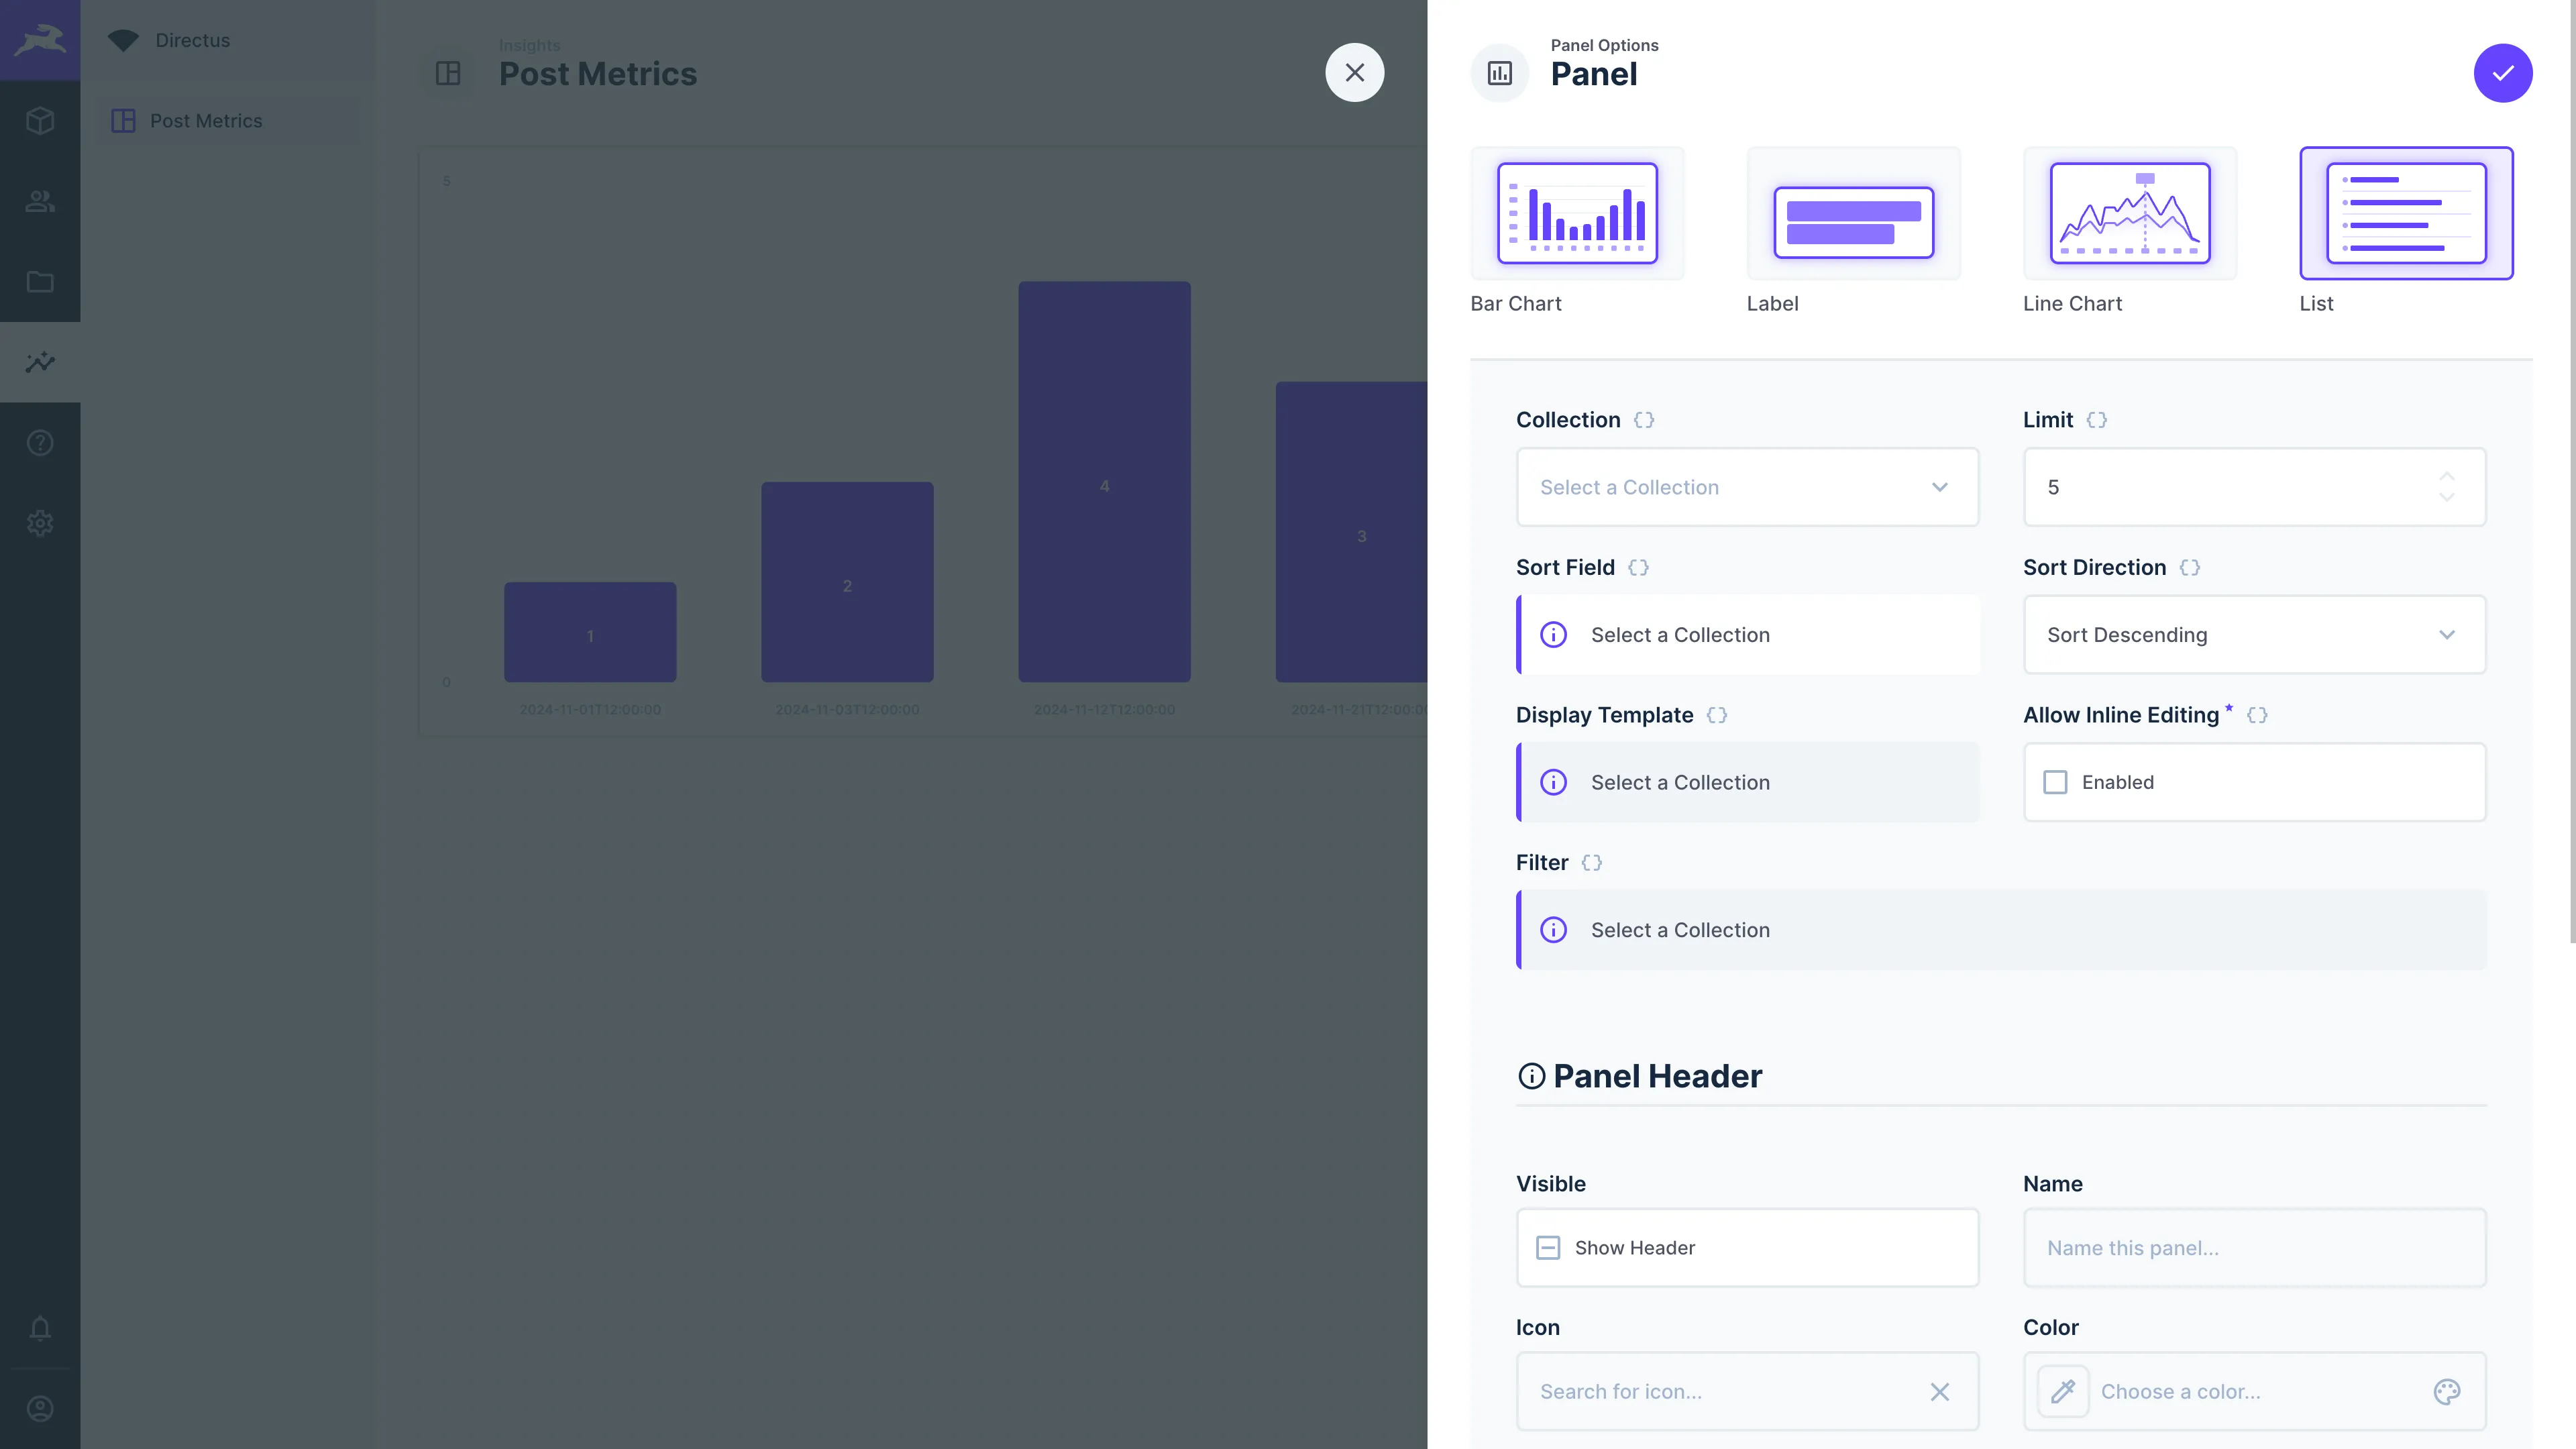 Directus
Post Metrics
Insights
Post Metrics
5
0
1
2
4
3
2024-11-01T12:00:00
2024-11-03T12:00:00
2024-11-12T12:00:00
2024-11-21T12:00:00
Panel Options
Panel
Bar Chart
Label
Line Chart
List
Collection {}
Limit {}
Select a Collection
5
Sort Field {}
Sort Direction {}
Select a Collection
Sort Descending
Display Template {}
Allow Inline Editing * {}
Select a Collection
Enabled
Filter {}
Select a Collection
Panel Header
Visible
Name
Show Header
Name this panel...
Icon
Color
Search for icon...
Choose a color...